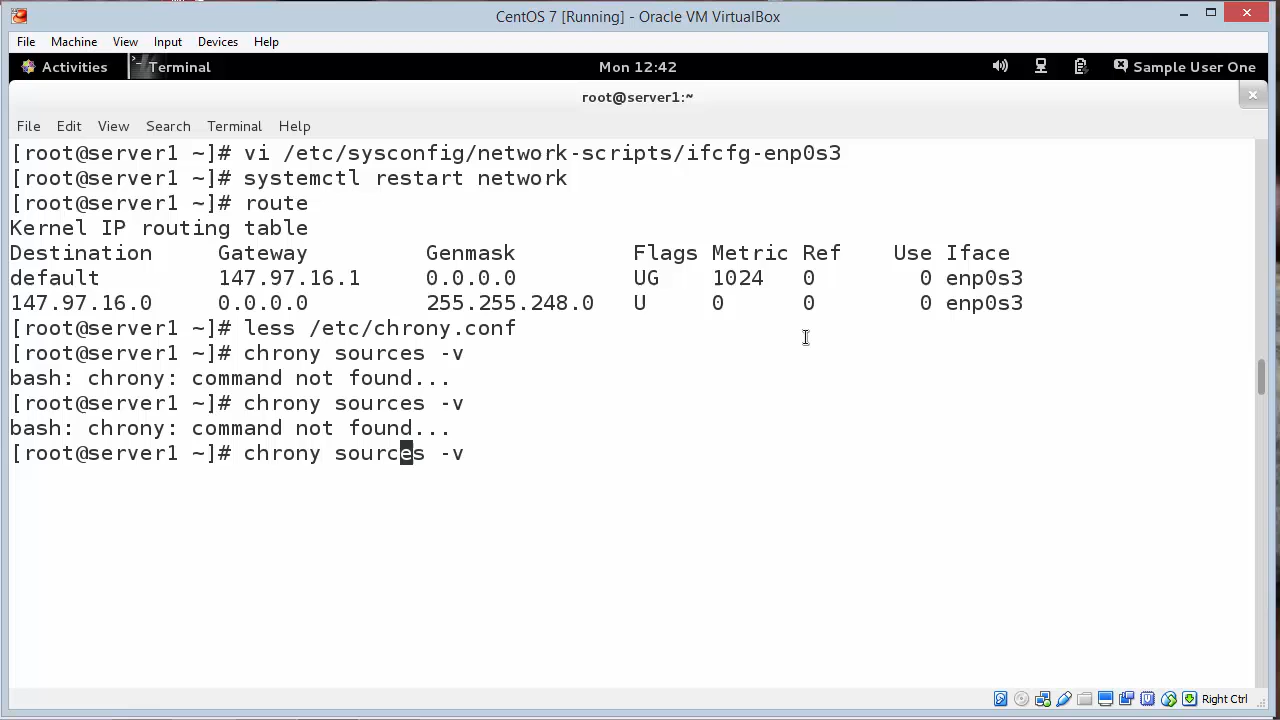 CentOS 7 [Running] - Oracle VM VirtualBox
File Machine View Input Devices Help
Activities Terminal Mon 12:42 Sample User One
root@server1:~
File Edit View Search Terminal Help
[root@server1 ~]# vi /etc/sysconfig/network-scripts/ifcfg-enp0s3
[root@server1 ~]# systemctl restart network
[root@server1 ~]# route
Kernel IP routing table
Destination Gateway Genmask Flags Metric Ref Use Iface
default 147.97.16.1 0.0.0.0 UG 1024 0 0 enp0s3
147.97.16.0 0.0.0.0 255.255.248.0 U 0 0 0 enp0s3
[root@server1 ~]# less /etc/chrony.conf
[root@server1 ~]# chrony sources -v
bash: chrony: command not found...
[root@server1 ~]# chrony sources -v
bash: chrony: command not found...
[root@server1 ~]# chrony sources -v
Right Ctrl